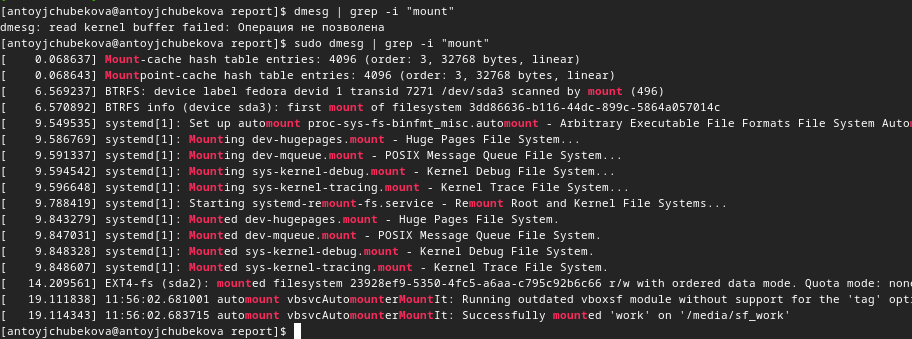 [antoyjchubekova@antoyjchubekova report]$ dmesg | grep -i "mount"
dmesg: read kernel buffer failed: Операция не позволена
[antoyjchubekova@antoyjchubekova report]$ sudo dmesg | grep -i "mount"
[    0.068637] Mount-cache hash table entries: 4096 (order: 3, 32768 bytes, linear)
[    0.068643] Mountpoint-cache hash table entries: 4096 (order: 3, 32768 bytes, linear)
[    6.569237] BTRFS: device label fedora devid 1 transid 7271 /dev/sda3 scanned by mount (496)
[    6.570892] BTRFS info (device sda3): first mount of filesystem 3dd86636-b116-44dc-899c-5864a057014c
[    9.549535] systemd[1]: Set up automount proc-sys-fs-binfmt_misc.automount - Arbitrary Executable File Formats File System Autom
[    9.586769] systemd[1]: Mounting dev-hugepages.mount - Huge Pages File System...
[    9.591337] systemd[1]: Mounting dev-mqueue.mount - POSIX Message Queue File System...
[    9.594542] systemd[1]: Mounting sys-kernel-debug.mount - Kernel Debug File System...
[    9.596648] systemd[1]: Mounting sys-kernel-tracing.mount - Kernel Trace File System...
[    9.788419] systemd[1]: Starting systemd-remount-fs.service - Remount Root and Kernel File Systems...
[    9.843279] systemd[1]: Mounted dev-hugepages.mount - Huge Pages File System.
[    9.847031] systemd[1]: Mounted dev-mqueue.mount - POSIX Message Queue File System.
[    9.848328] systemd[1]: Mounted sys-kernel-debug.mount - Kernel Debug File System.
[    9.848607] systemd[1]: Mounted sys-kernel-tracing.mount - Kernel Trace File System.
[   14.209561] EXT4-fs (sda2): mounted filesystem 23928ef9-5350-4fc5-a6aa-c795c92b6c66 r/w with ordered data mode. Quota mode: none
[   19.111838] 11:56:02.681001 automount vbsvcAutomounterMountIt: Running outdated vboxsf module without support for the 'tag' opti
[   19.114343] 11:56:02.683715 automount vbsvcAutomounterMountIt: Successfully mounted 'work' on '/media/sf_work'
[antoyjchubekova@antoyjchubekova report]$